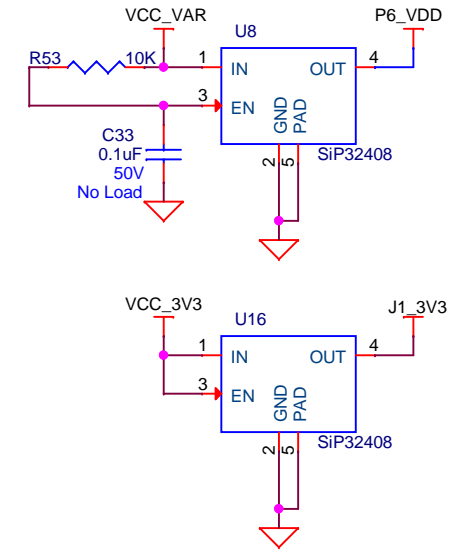 VCC_VAR
U8
P6_VDD
R53
10K
1
IN
OUT
4
3
EN
GND
PAD
C33
0.1uF
50V
No Load
2
5
SiP32408
VCC_3V3
U16
J1_3V3
1
IN
OUT
4
3
EN
GND
PAD
2
5
SiP32408